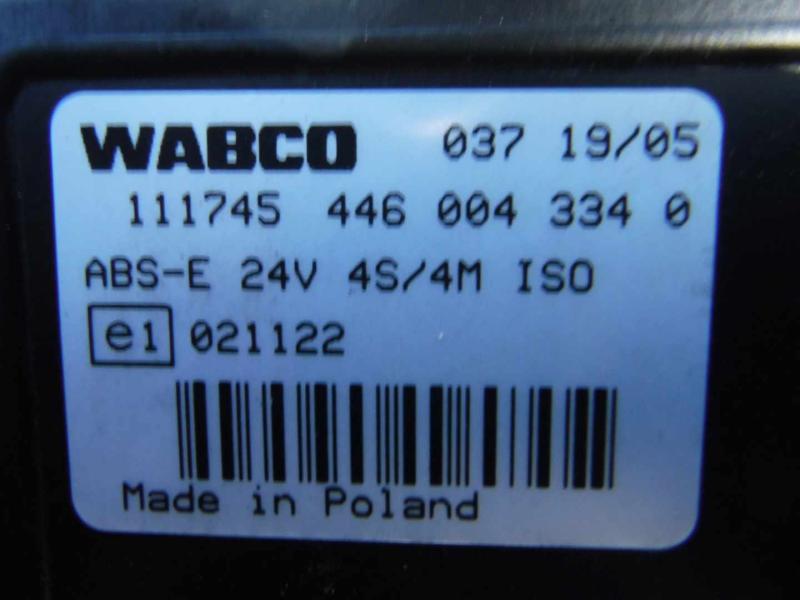 WABCO 037 19/05
111745 446 004 334 0
ABS-E 24V 4S/4M ISO
e1 021122
Made in Poland